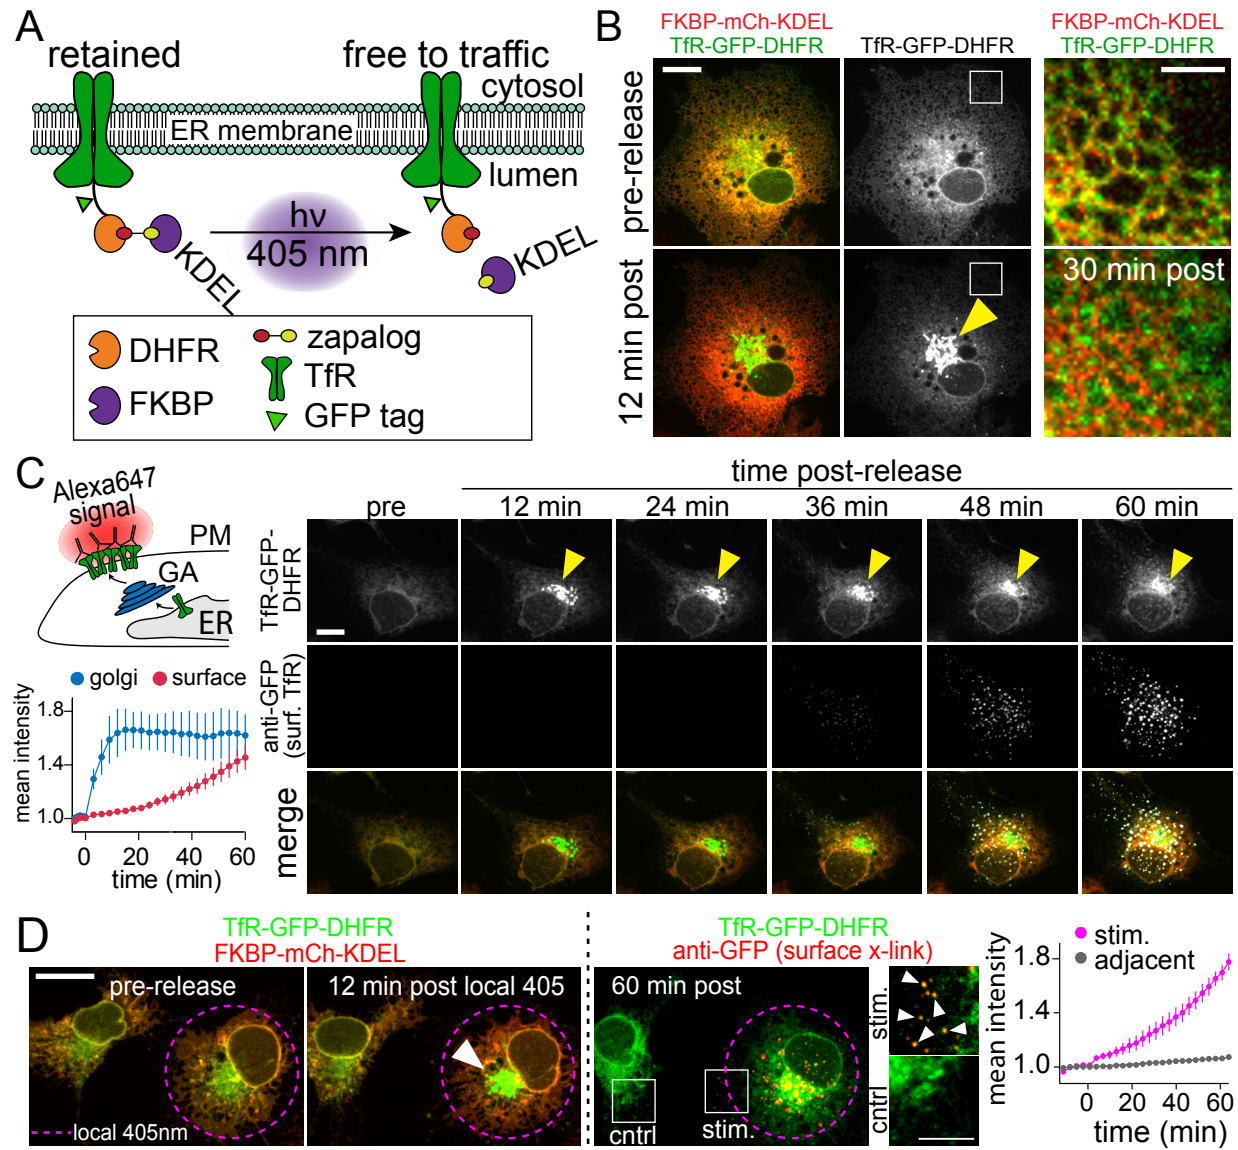 A
retained
free to traffic
cytosol
ER membrane
lumen
hν
405 nm
KDEL
KDEL
DHFR
FKBP
zapalog
TfR
GFP tag
B
FKBP-mCh-KDEL
TfR-GFP-DHFR
TfR-GFP-DHFR
FKBP-mCh-KDEL
TfR-GFP-DHFR
pre-release
12 min post
30 min post
C
Alexa647
signal
PM
GA
ER
golgi
surface
mean intensity
1.8
1.4
1.0
0
20
40
60
time (min)
time post-release
pre
12 min
24 min
36 min
48 min
60 min
TfR-GFP-
DHFR
anti-GFP
(surf. TfR)
merge
D
TfR-GFP-DHFR
FKBP-mCh-KDEL
pre-release
12 min post local 405
local 405nm
TfR-GFP-DHFR
anti-GFP (surface x-link)
60 min post
cntrl
stim.
stim.
cntrl
mean intensity
1.8
1.4
1.0
stim.
adjacent
0
20
40
60
time (min)